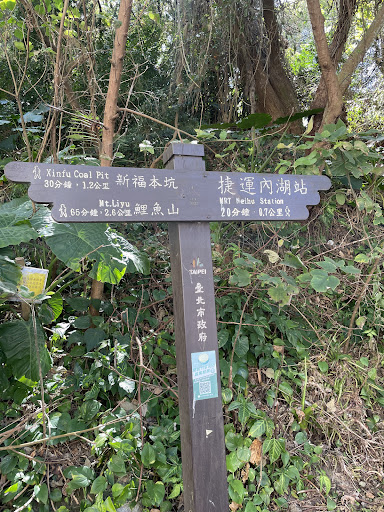 Xinfu Coal Pit
30分鐘，1.2公里 新福本坑
Mt.Liyu
65分鐘，2.6公里 鯉魚山
捷運內湖站
MRT Neihu Station
20分鐘，0.7公里
TAIPEI
臺北市政府